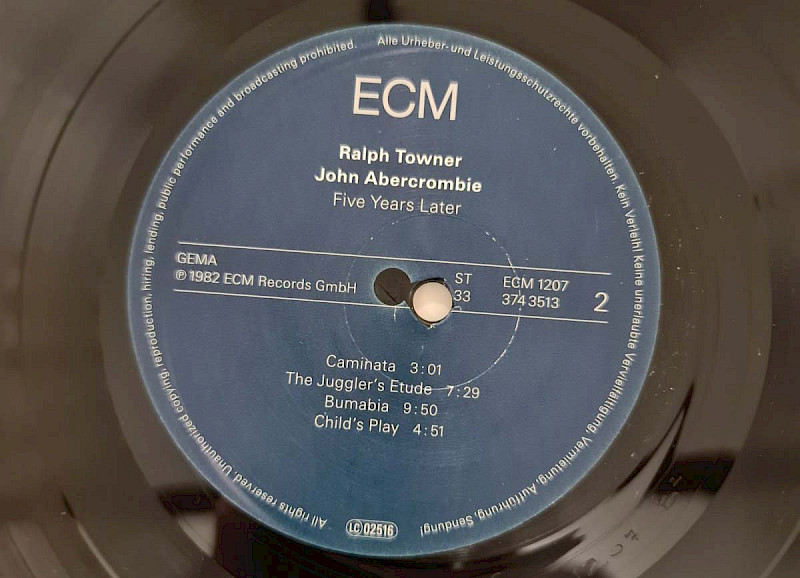 ECM
Ralph Towner
John Abercrombie
Five Years Later
GEMA
℗ 1982 ECM Records GmbH
ST
33
ECM 1207
374 3513
2
Caminata 3:01
The Juggler's Etude 7:29
Bumabia 9:50
Child's Play 4:51
LC 02516
All rights reserved. Unauthorized copying, reproduction, hiring, lending, public performance and broadcasting prohibited.
Alle Urheber- und Leistungsschutzrechte vorbehalten. Kein Verleih! Keine unerlaubte Vervielfältigung, Vermietung, Aufführung, Sendung!